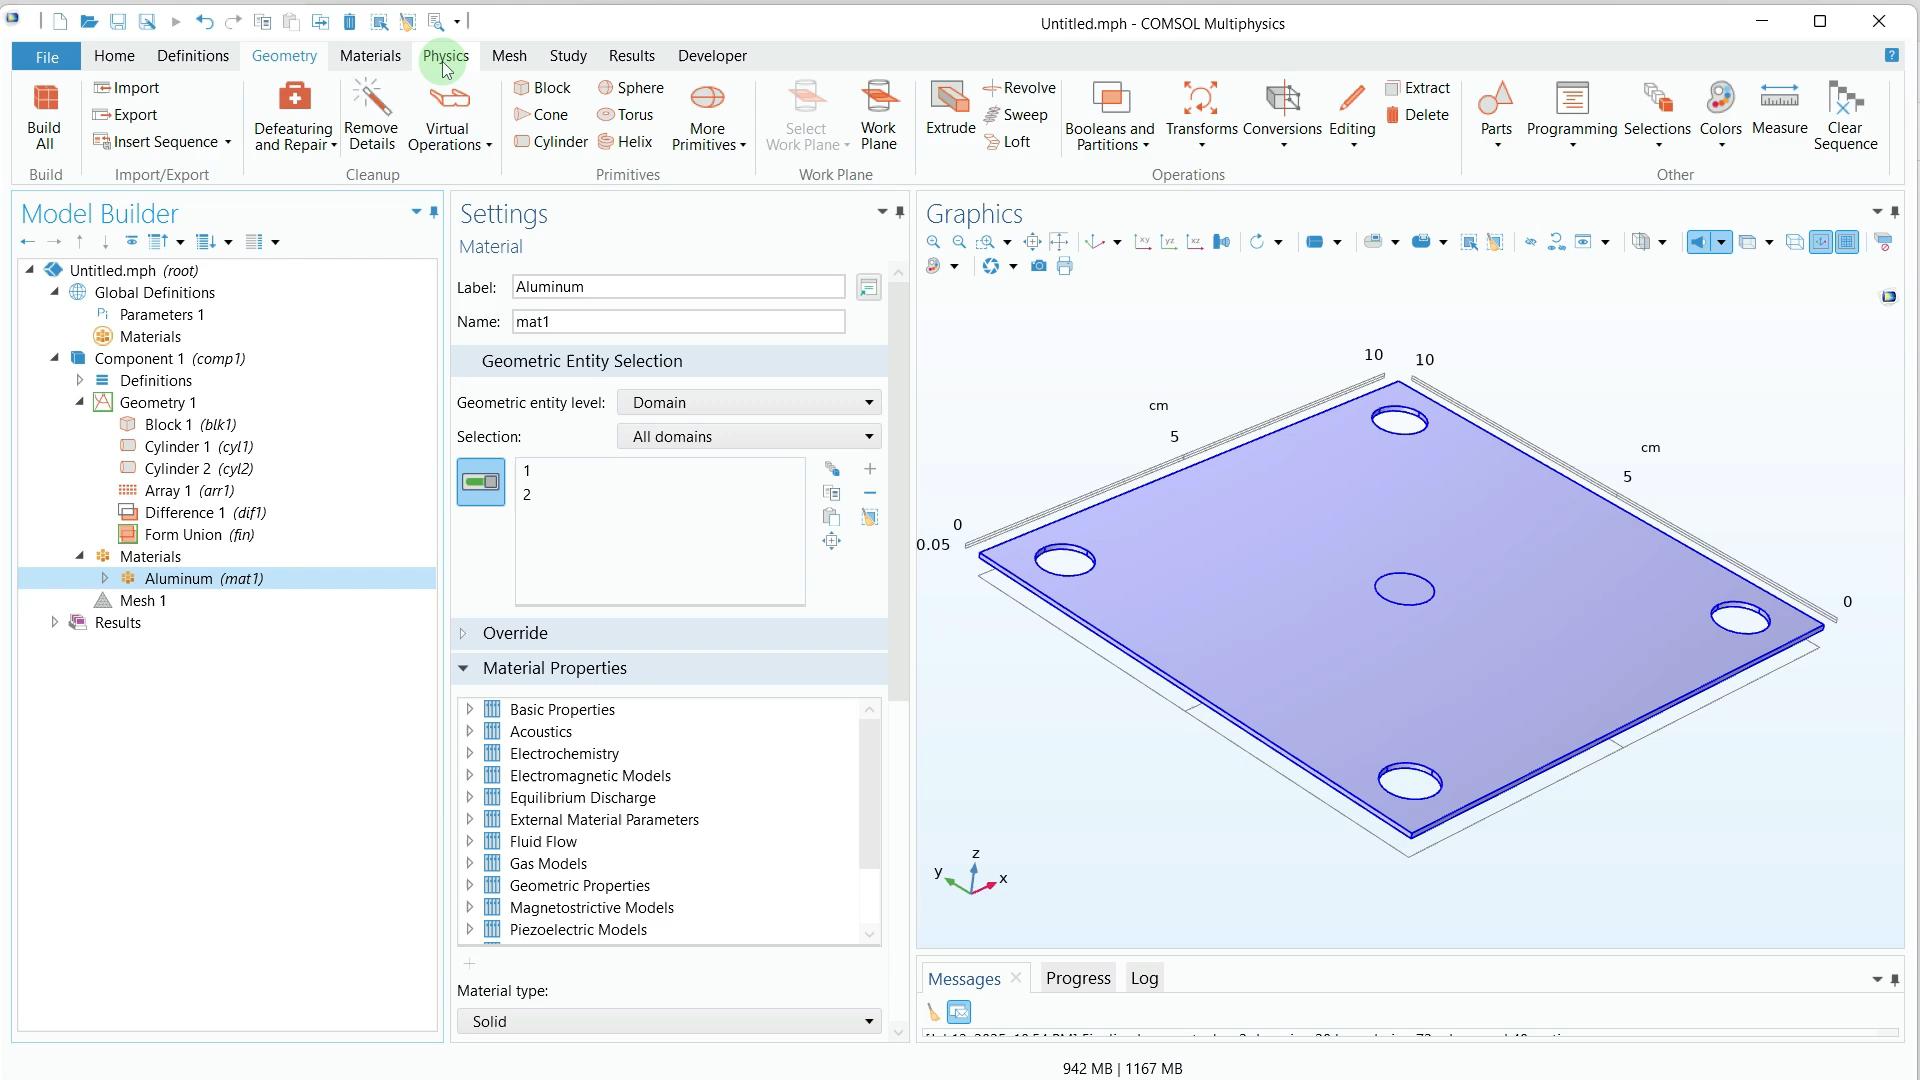 Untitled.mph - COMSOL Multiphysics
File
Home
Definitions
Geometry
Materials
Physics
Mesh
Study
Results
Developer
?
Build
All
Build
Import
Export
Insert Sequence
Import/Export
Defeaturing
and Repair
Remove
Details
Virtual
Operations
Cleanup
Block
Cone
Cylinder
Sphere
Torus
Helix
More
Primitives
Primitives
Select
Work Plane
Work
Plane
Work Plane
Extrude
Revolve
Sweep
Loft
Booleans and
Partitions
Transforms
Conversions
Editing
Extract
Delete
Operations
Parts
Programming
Selections
Colors
Measure
Clear
Sequence
Other
Model Builder
Untitled.mph (root)
Global Definitions
Pi Parameters 1
Materials
Component 1 (comp1)
Definitions
Geometry 1
Block 1 (blk1)
Cylinder 1 (cyl1)
Cylinder 2 (cyl2)
Array 1 (arr1)
Difference 1 (dif1)
Form Union (fin)
Materials
Aluminum (mat1)
Mesh 1
Results
Settings
Material
Label: Aluminum
Name: mat1
Geometric Entity Selection
Geometric entity level: Domain
Selection: All domains
1
2
Override
Material Properties
Basic Properties
Acoustics
Electrochemistry
Electromagnetic Models
Equilibrium Discharge
External Material Parameters
Fluid Flow
Gas Models
Geometric Properties
Magnetostrictive Models
Piezoelectric Models
Material type:
Solid
Graphics
xy
yz
xz
10
10
cm
5
cm
5
0
0.05
0
z
y
x
Messages
Progress
Log
942 MB | 1167 MB